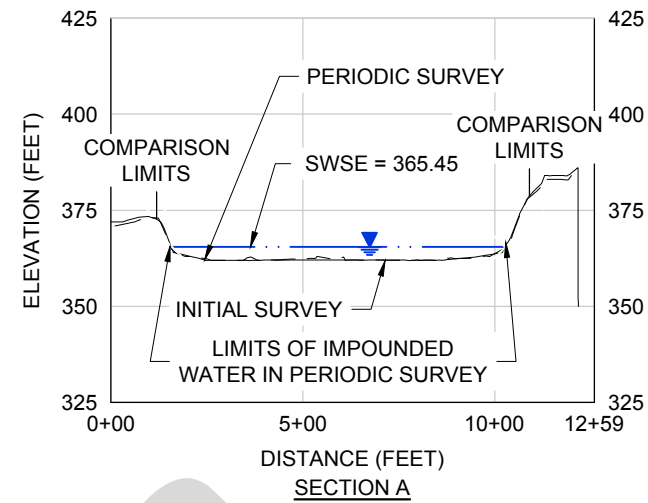 425
425
PERIODIC SURVEY
400
400
COMPARISON
LIMITS
COMPARISON
LIMITS
SWSE = 365.45
ELEVATION (FEET)
375
375
350
350
INITIAL SURVEY
LIMITS OF IMPOUNDED
WATER IN PERIODIC SURVEY
325
325
0+00
5+00
10+00
12+59
DISTANCE (FEET)
SECTION A